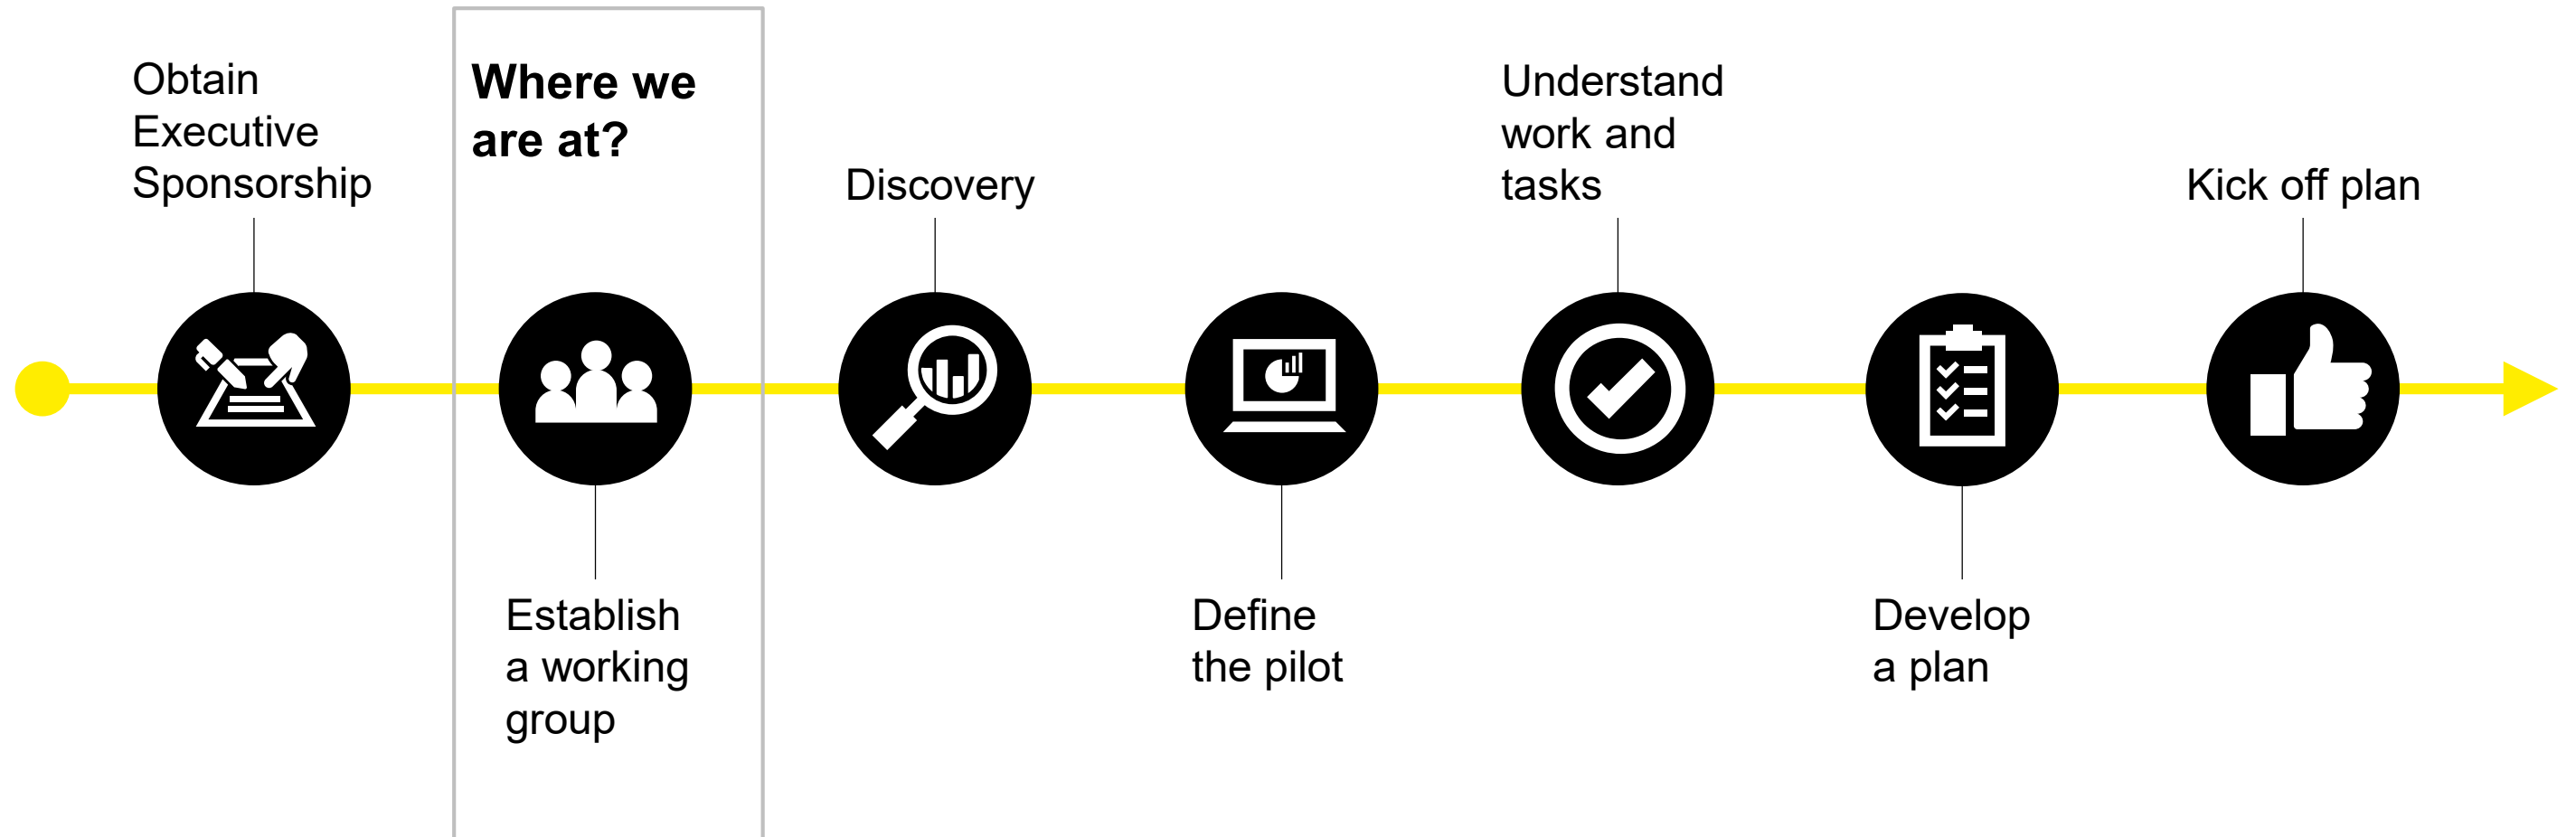 Obtain
Executive
Sponsorship
Where we
are at?
Establish
a working
group
Discovery
Define
the pilot
Understand
work and
tasks
Develop
a plan
Kick off plan